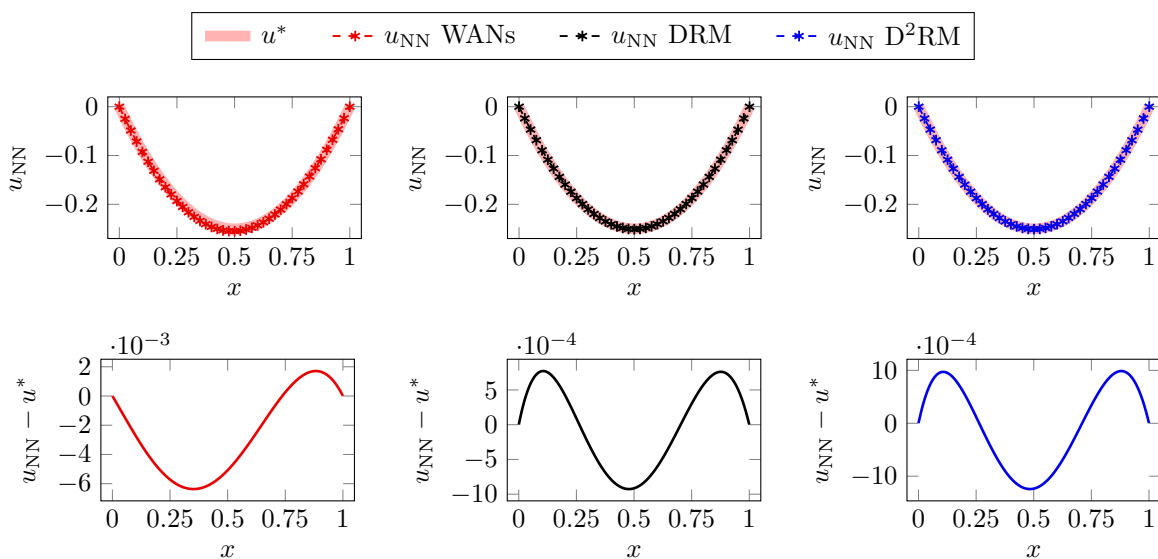 u* u_NN WANs u_NN DRM u_NN D²RM
0 −0.1 −0.2 u_NN 0 0.25 0.5 0.75 1 x
0 −0.1 −0.2 u_NN 0 0.25 0.5 0.75 1 x
0 −0.1 −0.2 u_NN 0 0.25 0.5 0.75 1 x
·10⁻³ 2 0 −2 −4 −6 u_NN − u* 0 0.25 0.5 0.75 1 x
·10⁻⁴ 5 0 −5 −10 u_NN − u* 0 0.25 0.5 0.75 1 x
·10⁻⁴ 10 0 −10 u_NN − u* 0 0.25 0.5 0.75 1 x